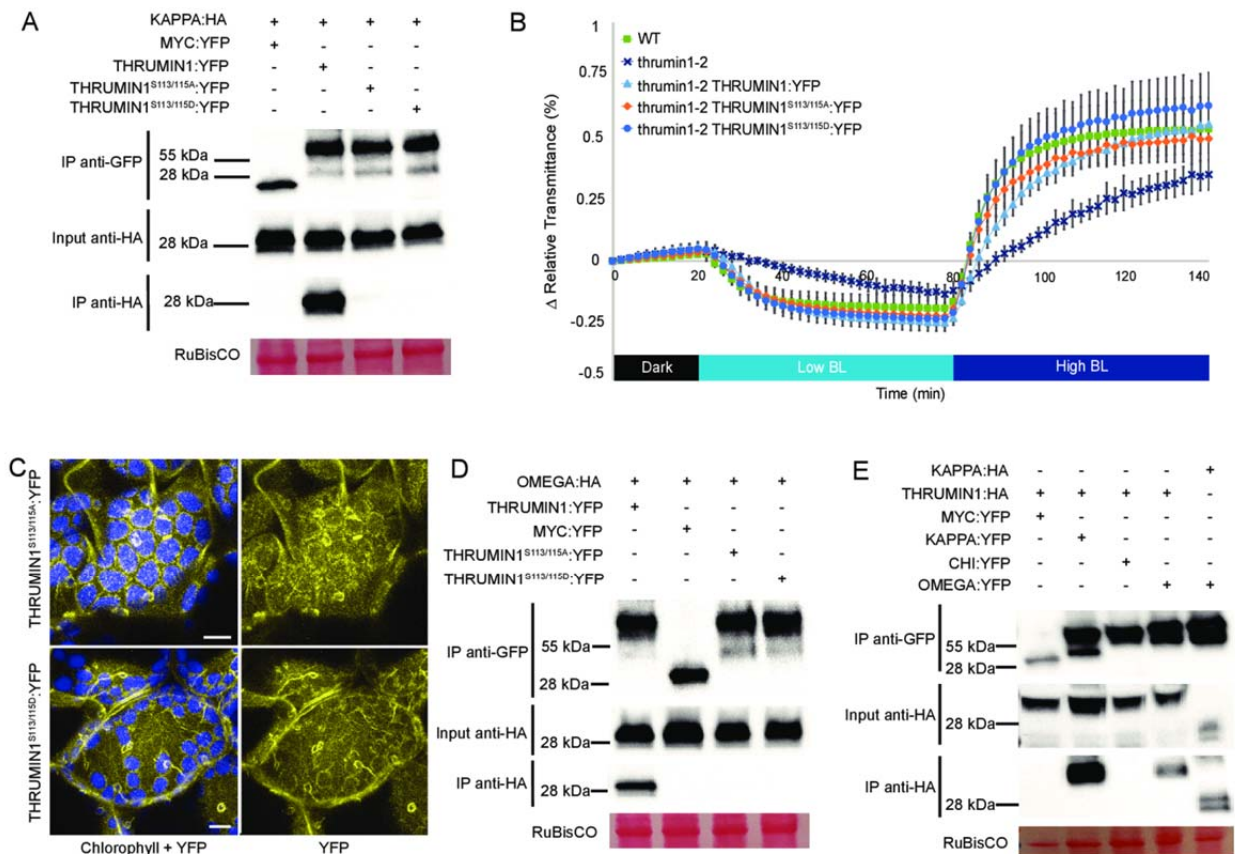 A
KAPPA:HA + + + +
MYC:YFP + - - -
THRUMIN1:YFP - + - -
THRUMIN1S113/115A:YFP - - + -
THRUMIN1S113/115D:YFP - - - +
IP anti-GFP
55 kDa
28 kDa
Input anti-HA
28 kDa
IP anti-HA
28 kDa
RuBisCO
B
Δ Relative Transmittance (%)
1
0.75
0.5
0.25
0
-0.25
-0.5
WT
thrumin1-2
thrumin1-2 THRUMIN1:YFP
thrumin1-2 THRUMIN1S113/115A:YFP
thrumin1-2 THRUMIN1S113/115D:YFP
0 20 40 60 80 100 120 140
Dark Low BL High BL
Time (min)
C
THRUMIN1S113/115A:YFP
THRUMIN1S113/115D:YFP
Chlorophyll + YFP YFP
D
OMEGA:HA + + + +
THRUMIN1:YFP + - - -
MYC:YFP - + - -
THRUMIN1S113/115A:YFP - - + -
THRUMIN1S113/115D:YFP - - - +
IP anti-GFP
55 kDa
28 kDa
Input anti-HA
28 kDa
IP anti-HA
28 kDa
RuBisCO
E
KAPPA:HA - - - - +
THRUMIN1:HA + + + + -
MYC:YFP + - - - -
KAPPA:YFP - + - - -
CHI:YFP - - + - -
OMEGA:YFP - - - + +
IP anti-GFP
55 kDa
28 kDa
Input anti-HA
28 kDa
IP anti-HA
28 kDa
RuBisCO